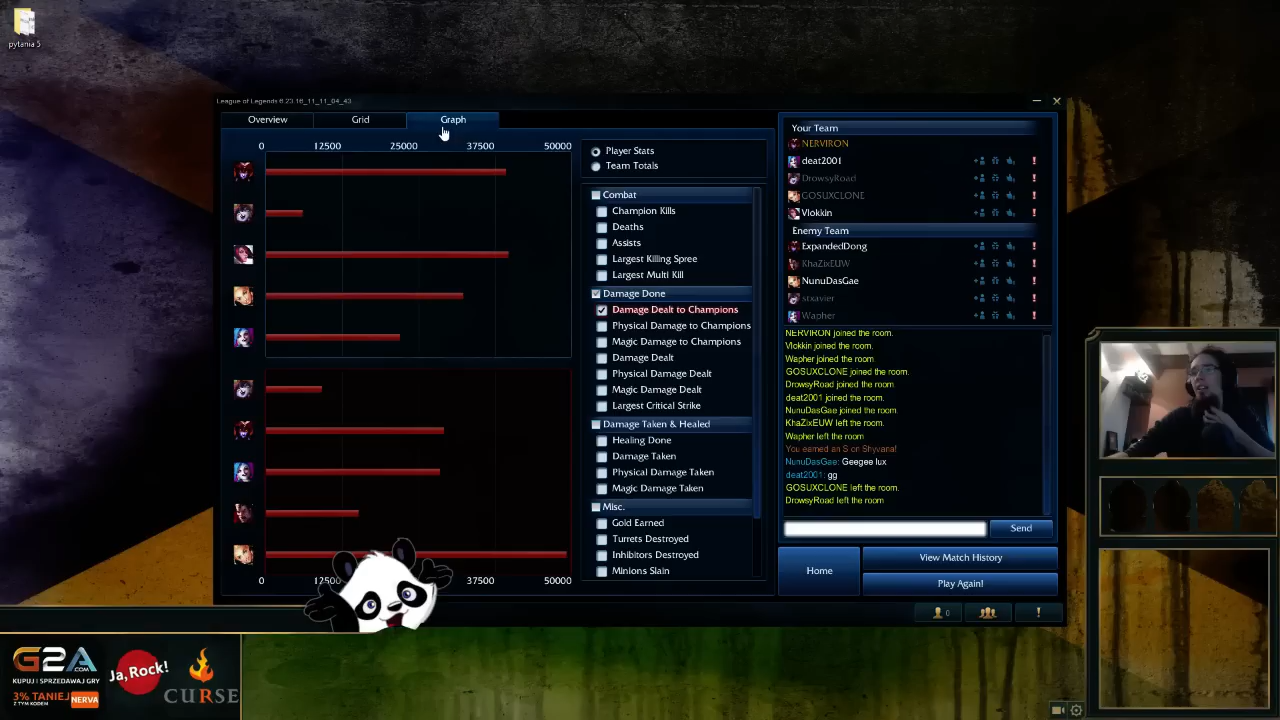 pytania 5
League of Legends 6.23.16_11_11_04_43
Overview
Grid
Graph
0 12500 25000 37500 50000
0 12500 37500 50000
Player Stats
Team Totals
Combat
Champion Kills
Deaths
Assists
Largest Killing Spree
Largest Multi Kill
Damage Done
Damage Dealt to Champions
Physical Damage to Champions
Magic Damage to Champions
Damage Dealt
Physical Damage Dealt
Magic Damage Dealt
Largest Critical Strike
Damage Taken & Healed
Healing Done
Damage Taken
Physical Damage Taken
Magic Damage Taken
Misc.
Gold Earned
Turrets Destroyed
Inhibitors Destroyed
Minions Slain
Your Team
NERVIRON
deat2001
DrowsyRoad
GOSUXCLONE
Vlokkin
Enemy Team
ExpandedDong
KhaZixEUW
NunuDasGae
Wapher
NERVIRON joined the room.
Vlokkin joined the room.
Wapher joined the room
GOSUXCLONE joined the room.
DrowsyRoad joined the room
deat2001 joined the room.
NunuDasGae joined the room.
KhaZixEUW left the room.
Wapher left the room
You earned an S on Shyvana!
NunuDasGae: Geegee lux
deat2001: gg
GOSUXCLONE left the room.
DrowsyRoad left the room
Send
Home
View Match History
Play Again!
0
G2A.COM
KUPUJ I SPRZEDAWAJ GRY
3% TANIEJ
Z TYM KODEM
NERVA
Ja, Rock!
CURSE